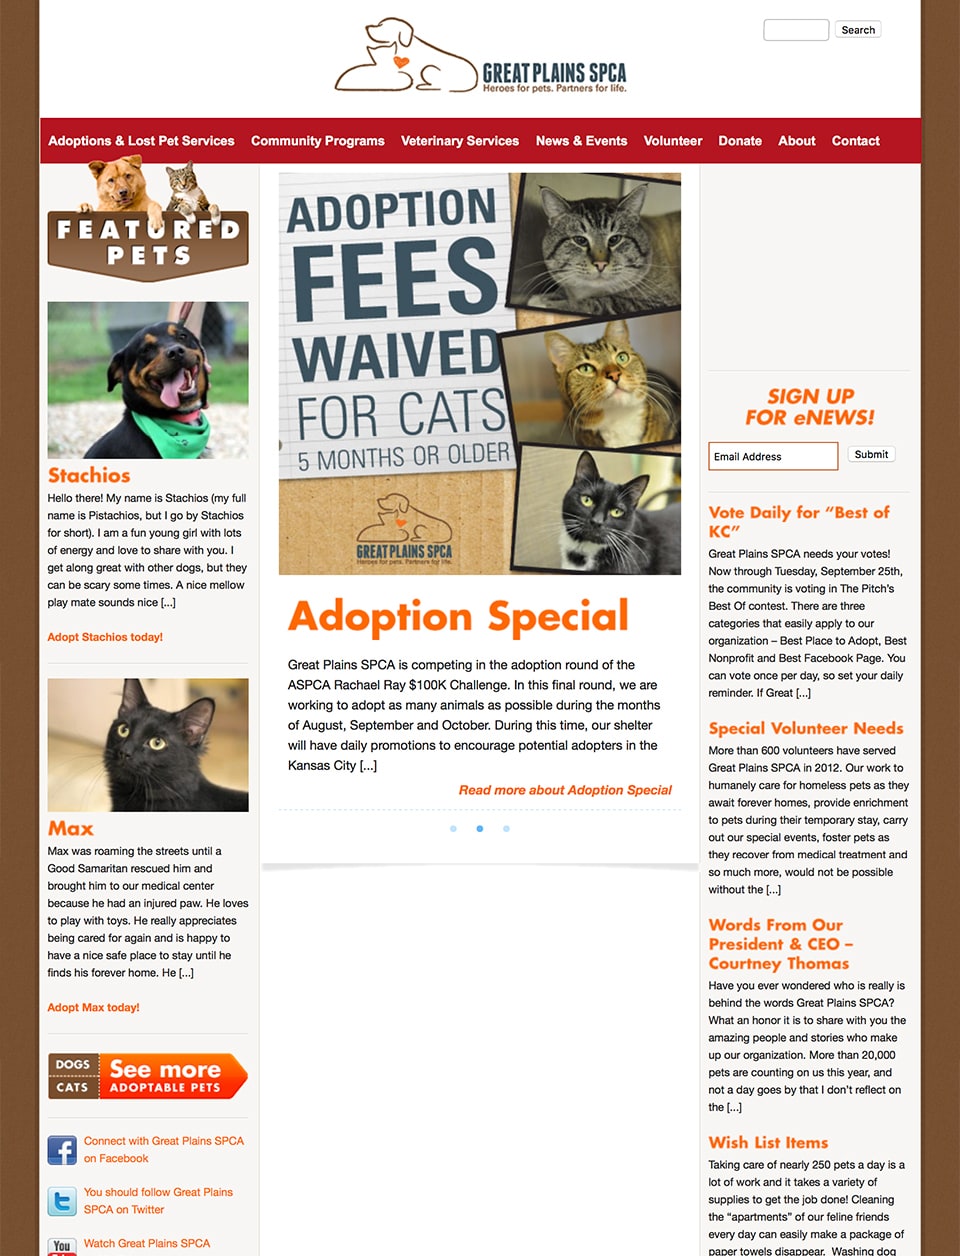 GREAT PLAINS SPCA
Heroes for pets. Partners for life.
Search
Adoptions & Lost Pet Services Community Programs Veterinary Services News & Events Volunteer Donate About Contact
FEATURED
PETS
Stachios
Hello there! My name is Stachios (my full
name is Pistachios, but I go by Stachios
for short). I am a fun young girl with lots
of energy and love to share with you. I
get along great with other dogs, but they
can be scary some times. A nice mellow
play mate sounds nice [...]
Adopt Stachios today!
Max
Max was roaming the streets until a
Good Samaritan rescued him and
brought him to our medical center
because he had an injured paw. He loves
to play with toys. He really appreciates
being cared for again and is happy to
have a nice safe place to stay until he
finds his forever home. He [...]
Adopt Max today!
DOGS
CATS
See more
ADOPTABLE PETS
Connect with Great Plains SPCA
on Facebook
You should follow Great Plains
SPCA on Twitter
You
Watch Great Plains SPCA
ADOPTION
FEES
WAIVED
FOR CATS
5 MONTHS OR OLDER
GREAT PLAINS SPCA
Heroes for pets. Partners for life.
Adoption Special
Great Plains SPCA is competing in the adoption round of the
ASPCA Rachael Ray $100K Challenge. In this final round, we are
working to adopt as many animals as possible during the months
of August, September and October. During this time, our shelter
will have daily promotions to encourage potential adopters in the
Kansas City [...]
Read more about Adoption Special
SIGN UP
FOR eNEWS!
Email Address
Submit
Vote Daily for “Best of
KC”
Great Plains SPCA needs your votes!
Now through Tuesday, September 25th,
the community is voting in The Pitch’s
Best Of contest. There are three
categories that easily apply to our
organization – Best Place to Adopt, Best
Nonprofit and Best Facebook Page. You
can vote once per day, so set your daily
reminder. If Great [...]
Special Volunteer Needs
More than 600 volunteers have served
Great Plains SPCA in 2012. Our work to
humanely care for homeless pets as they
await forever homes, provide enrichment
to pets during their temporary stay, carry
out our special events, foster pets as
they recover from medical treatment and
so much more, would not be possible
without the [...]
Words From Our
President & CEO –
Courtney Thomas
Have you ever wondered who is really is
behind the words Great Plains SPCA?
What an honor it is to share with you the
amazing people and stories who make
up our organization. More than 20,000
pets are counting on us this year, and
not a day goes by that I don’t reflect on
the [...]
Wish List Items
Taking care of nearly 250 pets a day is a
lot of work and it takes a variety of
supplies to get the job done! Cleaning
the “apartments” of our feline friends
every day can easily make a package of
paper towels disappear. Washing dog